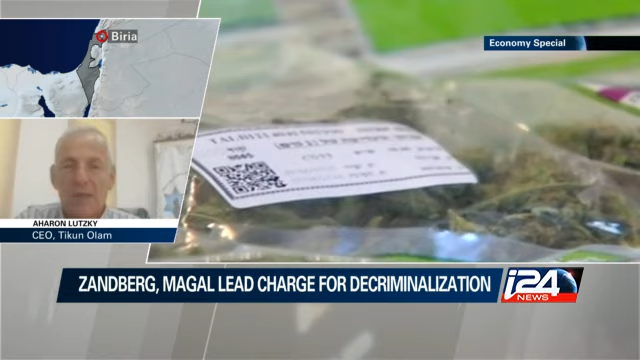 Biria
Economy Special
AHARON LUTZKY
CEO, Tikun Olam
ZANDBERG, MAGAL LEAD CHARGE FOR DECRIMINALIZATION
i24
NEWS